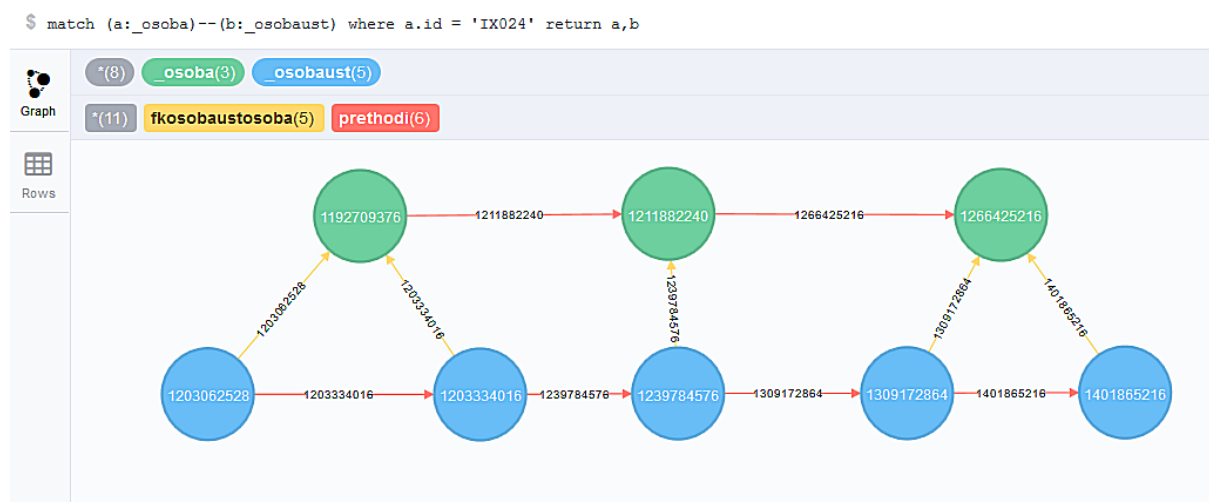 $ match (a:_osoba)--(b:_osobaust) where a.id = 'IX024' return a,b
*(8) _osoba(3) _osobaust(5)
Graph
*(11) fkosobaustosoba(5) prethodi(6)
Rows
1192709376 1211882240 1211882240 1266425216 1266425216
1203062528 1203334016 1239784576 1309172864 1401865216
1203062528 1203334016 1203334016 1239784576 1239784576 1309172864 1309172864 1401865216 1401865216